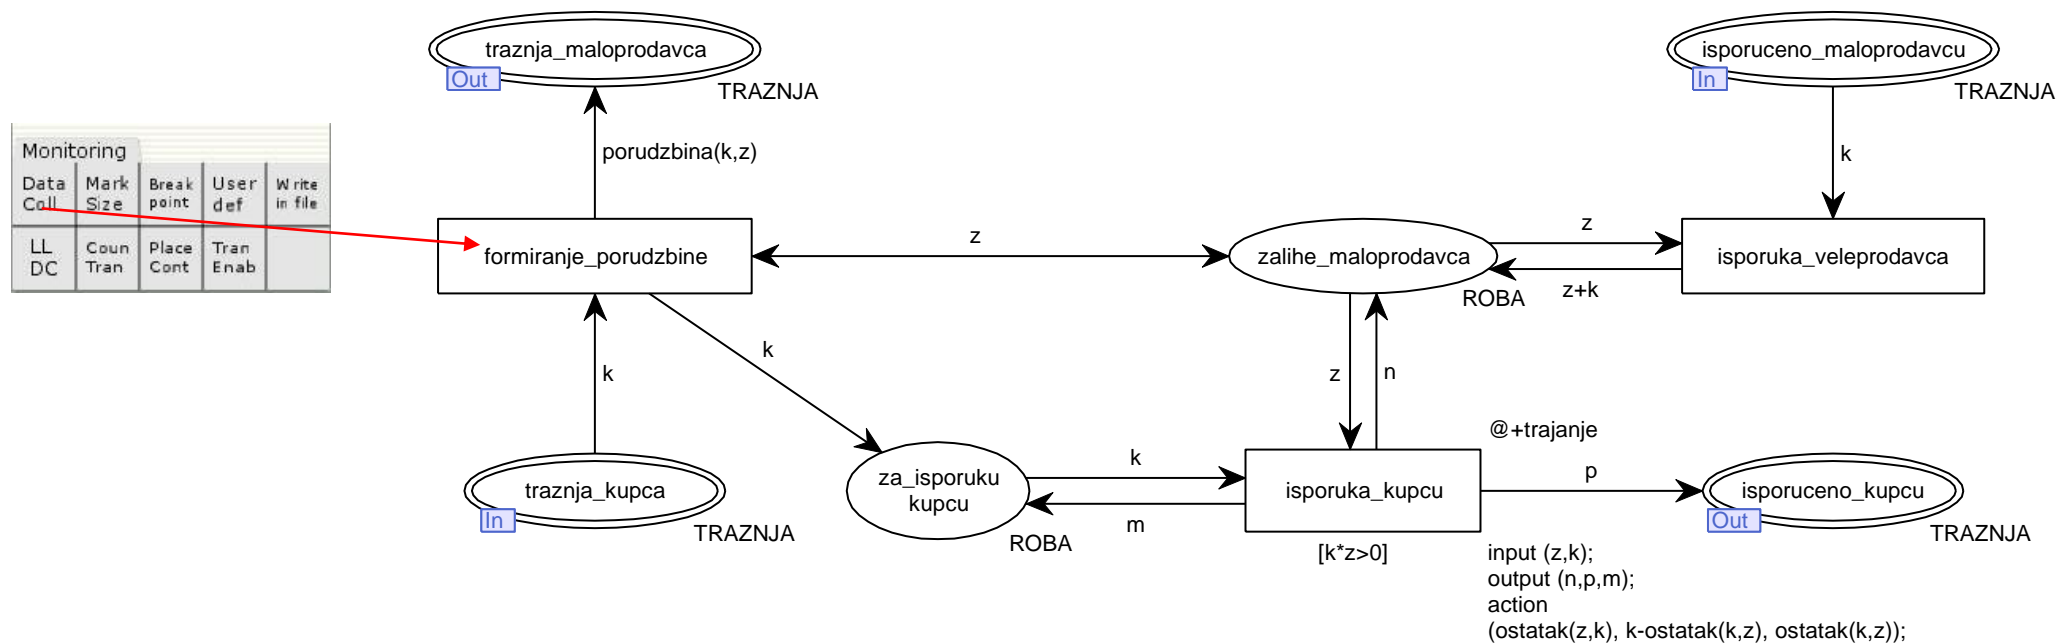 traznja_maloprodavca
Out
TRAZNJA
isporuceno_maloprodavcu
In
TRAZNJA
Monitoring
Data Coll
Mark Size
Break point
User def
Write in file
LL DC
Coun Tran
Place Cont
Tran Enab
porudzbina(k,z)
k
formiranje_porudzbine
z
zalihe_maloprodavca
ROBA
z
z+k
isporuka_veleprodavca
k
k
z
n
traznja_kupca
In
TRAZNJA
za_isporuku
kupcu
ROBA
k
m
isporuka_kupcu
[k*z>0]
@+trajanje
p
isporuceno_kupcu
Out
TRAZNJA
input (z,k);
output (n,p,m);
action
(ostatak(z,k), k-ostatak(k,z), ostatak(k,z));